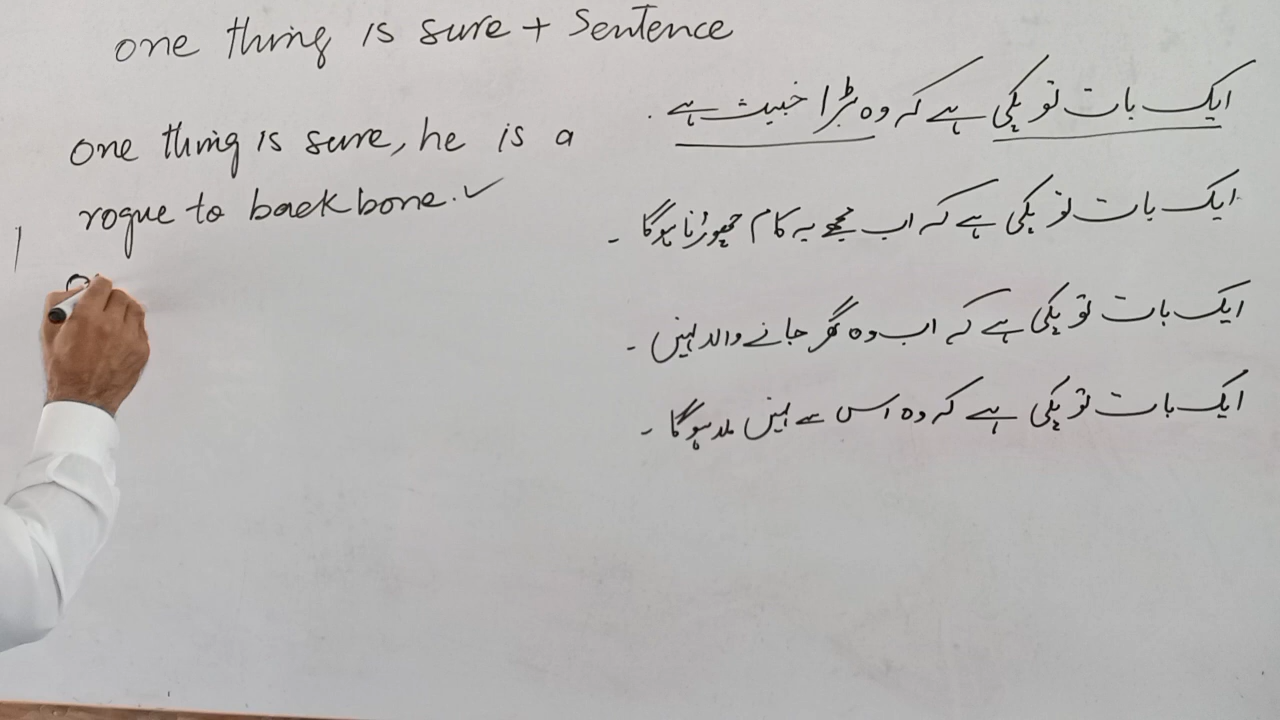 one thing is sure + Sentence
one thing is sure, he is a
rogue to backbone.✓
ایک بات تو پکی ہے کہ وہ بڑا خبیث ہے۔
ایک بات تو پکی ہے کہ اب مجھے یہ کام چھوڑنا ہوگا۔
ایک بات تو پکی ہے کہ اب وہ گھر جانے والا نہیں۔
ایک بات تو پکی ہے کہ وہ اس سے نہیں ملا ہوگا۔